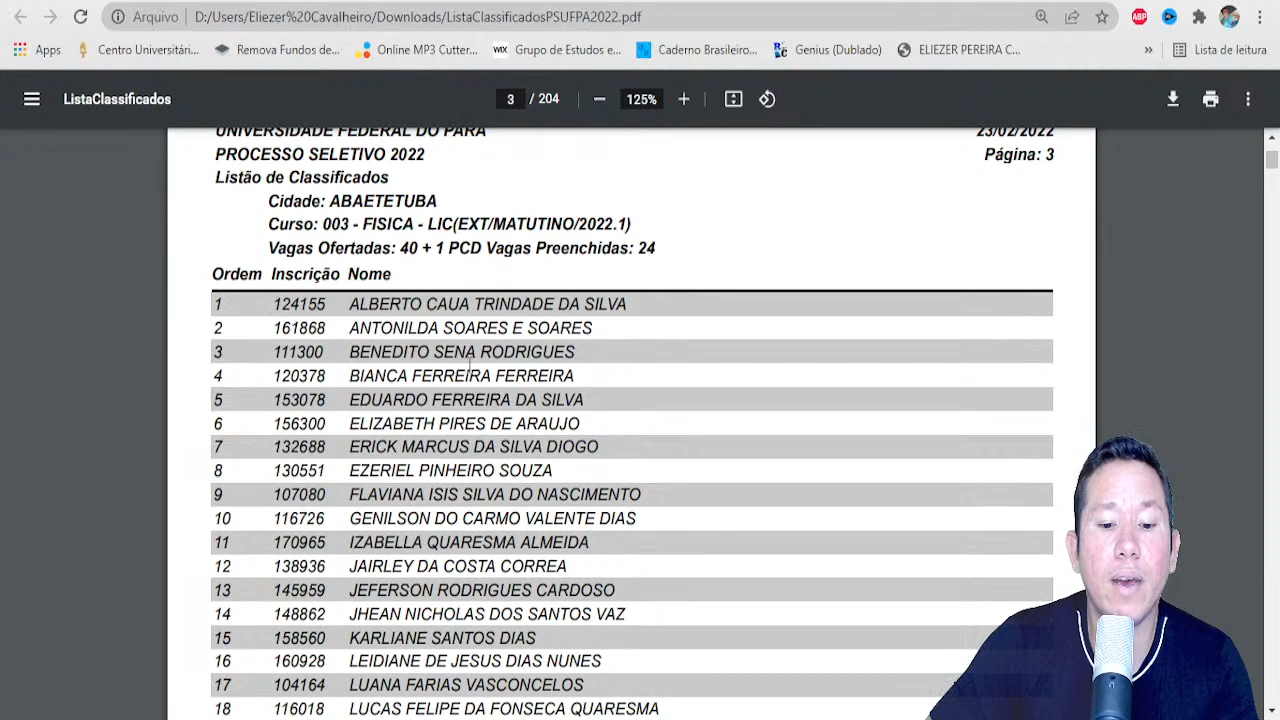 Arquivo D:/Users/Eliezer%20Cavalheiro/Downloads/ListaClassificadosPSUFPA2022.pdf
Apps Centro Universitári... Remova Fundos de... Online MP3 Cutter... WIX Grupo de Estudos e... Caderno Brasileiro... Genius (Dublado) ELIEZER PEREIRA C... » Lista de leitura
ListaClassificados 3 / 204 125%
UNIVERSIDADE FEDERAL DO PARÁ 23/02/2022
PROCESSO SELETIVO 2022 Página: 3
Listão de Classificados
Cidade: ABAETETUBA
Curso: 003 - FISICA - LIC(EXT/MATUTINO/2022.1)
Vagas Ofertadas: 40 + 1 PCD Vagas Preenchidas: 24
Ordem Inscrição Nome
1 124155 ALBERTO CAUA TRINDADE DA SILVA
2 161868 ANTONILDA SOARES E SOARES
3 111300 BENEDITO SENA RODRIGUES
4 120378 BIANCA FERREIRA FERREIRA
5 153078 EDUARDO FERREIRA DA SILVA
6 156300 ELIZABETH PIRES DE ARAUJO
7 132688 ERICK MARCUS DA SILVA DIOGO
8 130551 EZERIEL PINHEIRO SOUZA
9 107080 FLAVIANA ISIS SILVA DO NASCIMENTO
10 116726 GENILSON DO CARMO VALENTE DIAS
11 170965 IZABELLA QUARESMA ALMEIDA
12 138936 JAIRLEY DA COSTA CORREA
13 145959 JEFERSON RODRIGUES CARDOSO
14 148862 JHEAN NICHOLAS DOS SANTOS VAZ
15 158560 KARLIANE SANTOS DIAS
16 160928 LEIDIANE DE JESUS DIAS NUNES
17 104164 LUANA FARIAS VASCONCELOS
18 116018 LUCAS FELIPE DA FONSECA QUARESMA